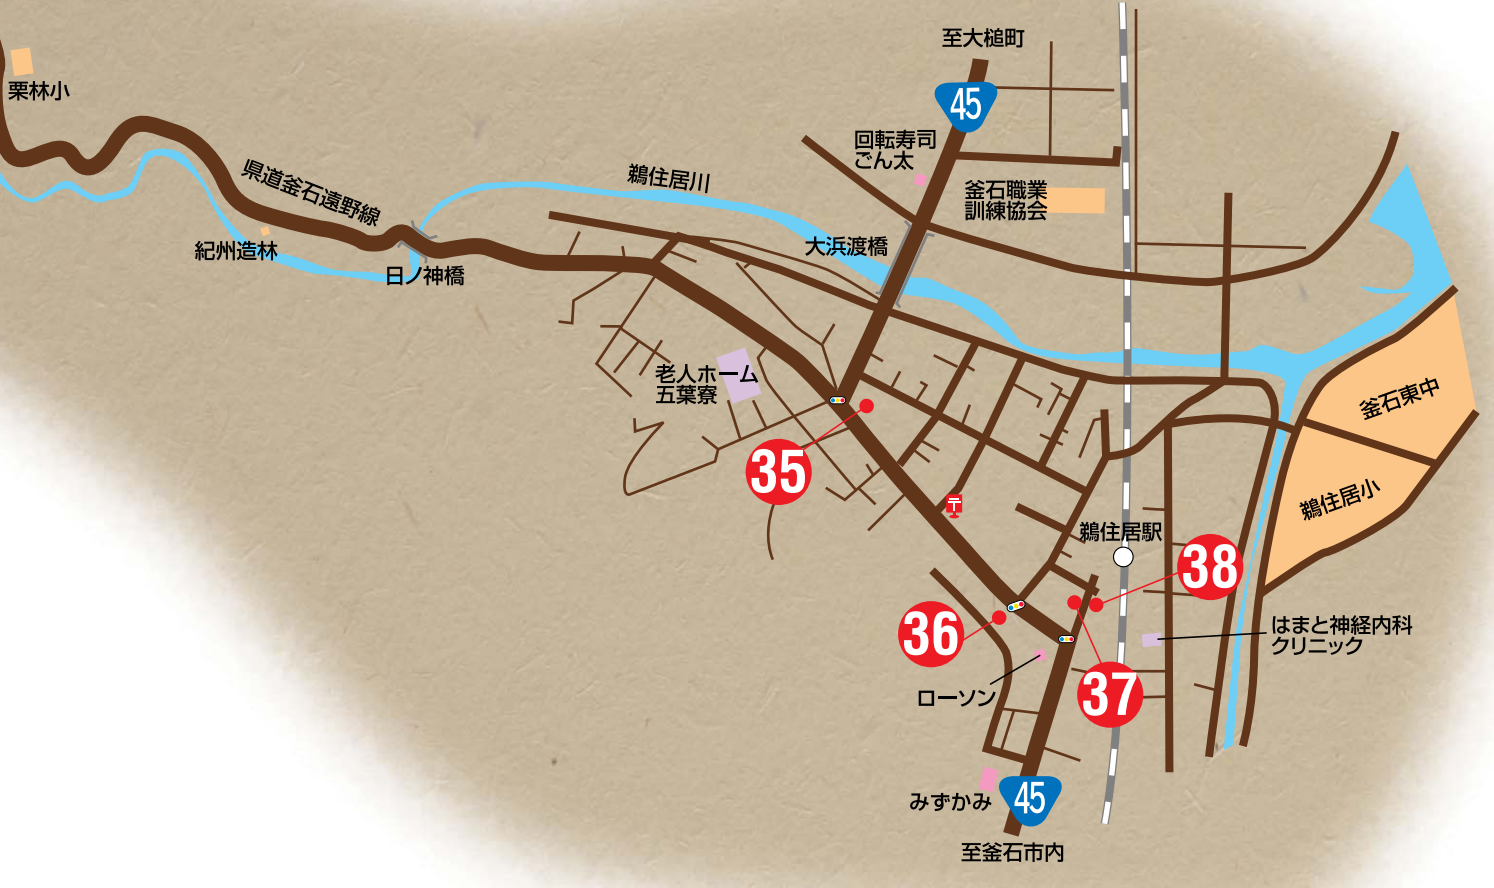 至大槌町
45
栗林小
回転寿司
ごん太
県道釜石遠野線
鵜住居川
釜石職業
訓練協会
紀州造林
日ノ神橋
大浜渡橋
老人ホーム
五葉寮
釜石東中
35
鵜住居小
〒
鵜住居駅
38
36
はまと神経内科
クリニック
ローソン
37
みずかみ
45
至釜石市内